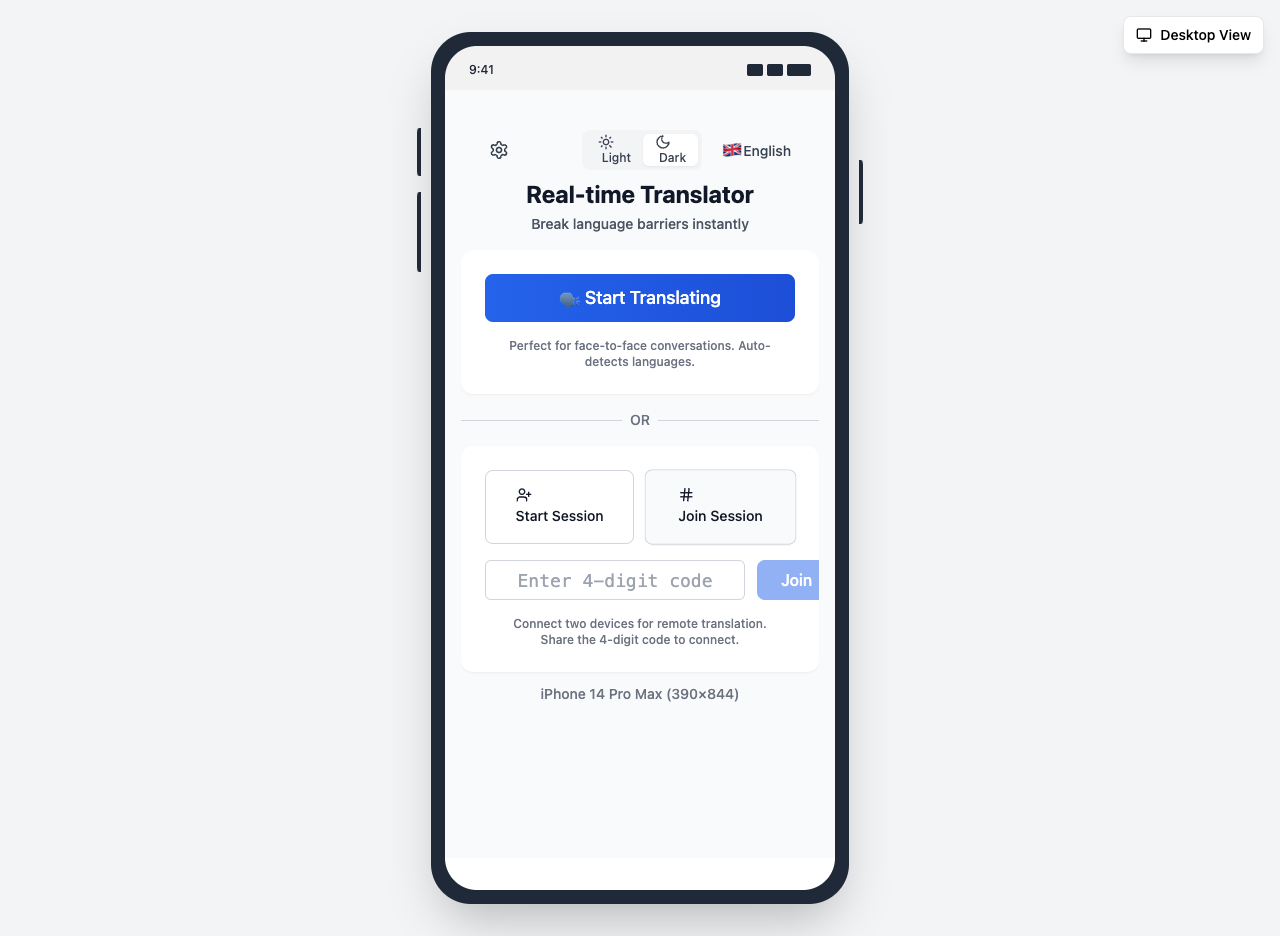 Desktop View
9:41
Light
Dark
English
Real-time Translator
Break language barriers instantly
Start Translating
Perfect for face-to-face conversations. Auto-
detects languages.
OR
Start Session
Join Session
Enter 4-digit code
Join
Connect two devices for remote translation.
Share the 4-digit code to connect.
iPhone 14 Pro Max (390×844)